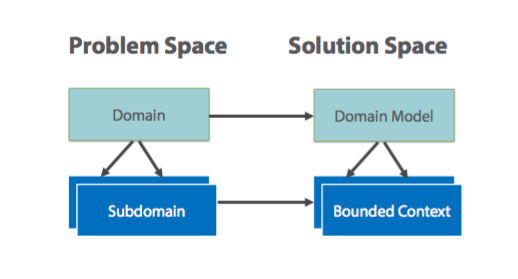 Problem Space
Solution Space
Domain
Domain Model
Subdomain
Bounded Context